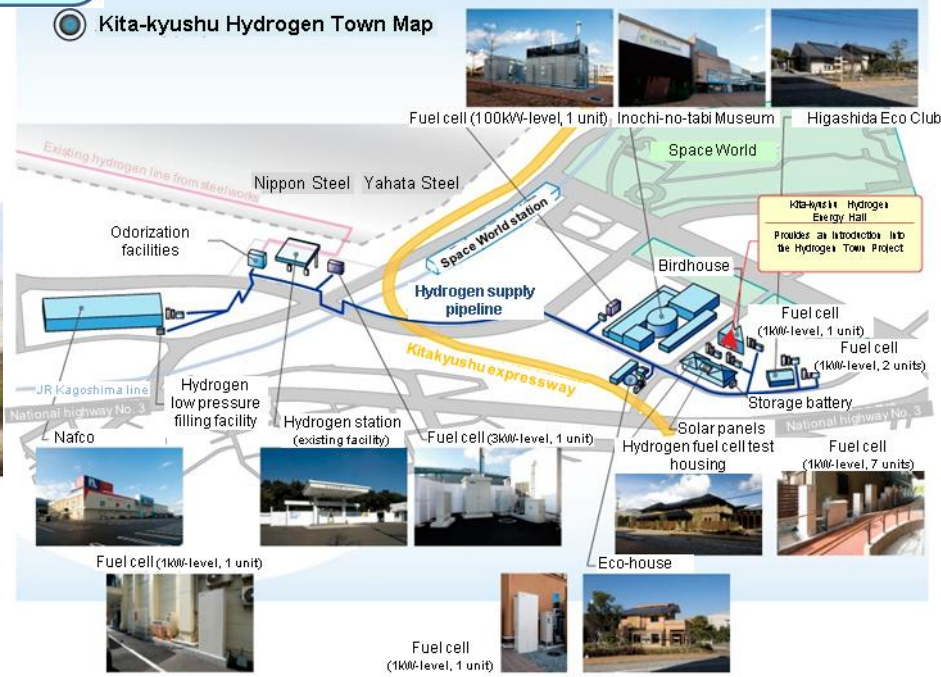 Kita-kyushu Hydrogen Town Map
Fuel cell (100kW-level, 1 unit)
Inochi-no-tabi Museum
Higashida Eco Club
Existing hydrogen line from steelworks
Nippon Steel Yahata Steel
Space World
Kita-kyushu Hydrogen
Energy Hall
Provides an Introduction Into
the Hydrogen Town Project
Odorization
facilities
Space World station
Birdhouse
Hydrogen supply
pipeline
Fuel cell
(1kW-level, 1 unit)
Fuel cell
(1kW-level, 2 units)
Kitakyushu expressway
JR Kagoshima line
Hydrogen
low pressure
filling facility
Storage battery
National highway No. 3
National highway No. 3
Nafco
Hydrogen station
(existing facility)
Fuel cell (3kW-level, 1 unit)
Solar panels
Hydrogen fuel cell test
housing
Fuel cell
(1kW-level, 7 units)
Fuel cell (1kW-level, 1 unit)
Eco-house
Fuel cell
(1kW-level, 1 unit)